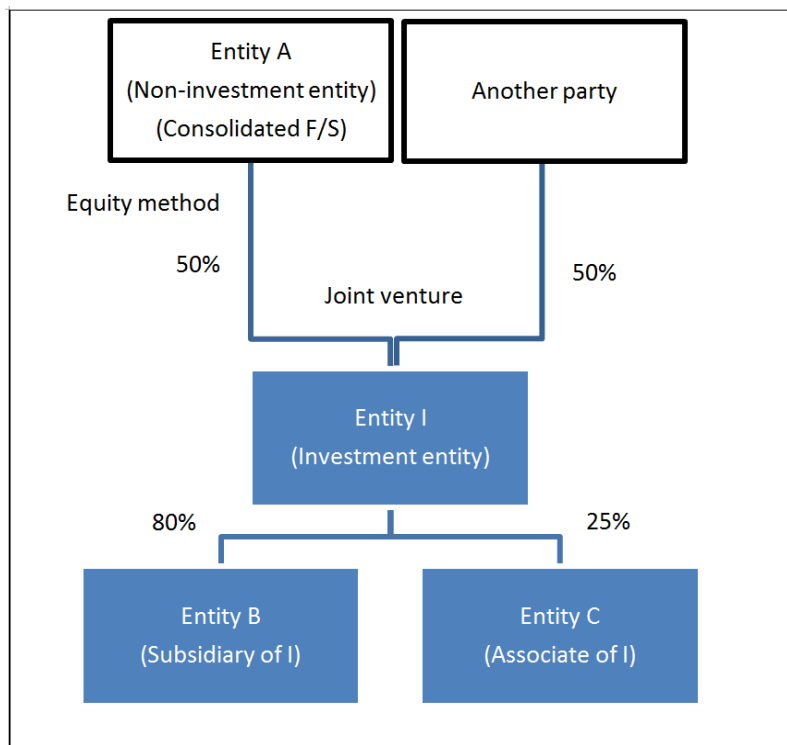 Entity A
(Non-investment entity)
(Consolidated F/S)
Another party
Equity method
50%
50%
Joint venture
Entity I
(Investment entity)
80%
25%
Entity B
(Subsidiary of I)
Entity C
(Associate of I)